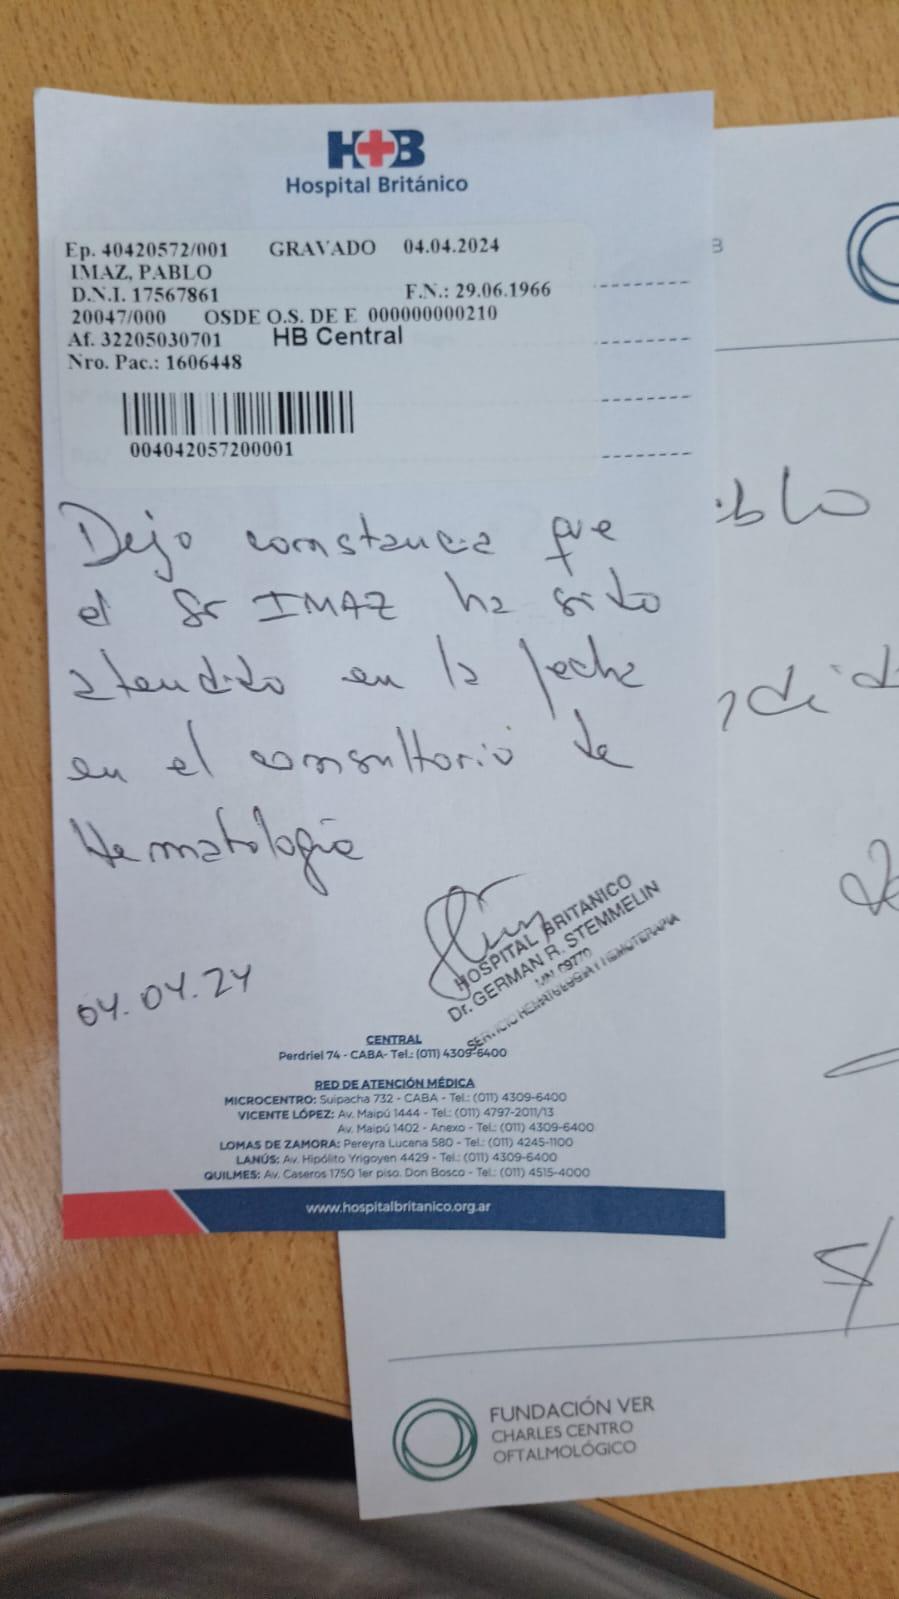 HB
Hospital Británico
Ep. 40420572/001 GRAVADO 04.04.2024
IMAZ, PABLO
D.N.I. 17567861 F.N.: 29.06.1966
20047/000 OSDE O.S. DE E 000000000210
Af. 32205030701 HB Central
Nro. Pac.: 1606448
004042057200001
Dejo constancia que
el Sr IMAZ ha sido
atendido en la fecha
en el consultorio de
Hematología
HOSPITAL BRITANICO
Dr. GERMAN R. STEMMELIN
SERVICIO HEMATOLOGIA Y HEMOTERAPIA
04.04.24
CENTRAL
Perdriel 74 - CABA- Tel.: (011) 4309-6400
RED DE ATENCIÓN MÉDICA
MICROCENTRO: Suipacha 732 - CABA - Tel.: (011) 4309-6400
VICENTE LÓPEZ: Av. Maipú 1444 - Tel.: (011) 4797-2011/13
Av. Maipú 1402 - Anexo - Tel.: (011) 4309-6400
LOMAS DE ZAMORA: Pereyra Lucena 580 - Tel.: (011) 4245-1100
LANÚS: Av. Hipólito Yrigoyen 4429 - Tel.: (011) 4309-6400
QUILMES: Av. Caseros 1750 1er piso. Don Bosco - Tel.: (011) 4515-4000
www.hospitalbritanico.org.ar
FUNDACIÓN VER
CHARLES CENTRO
OFTALMOLÓGICO